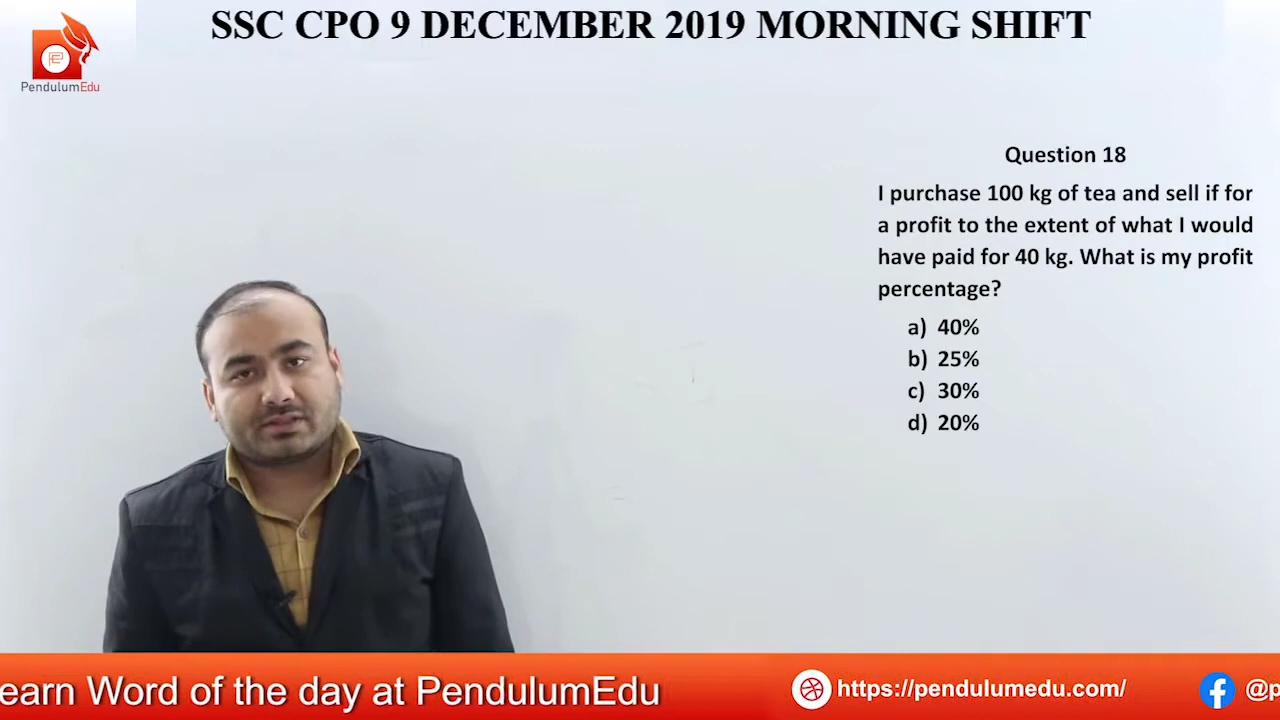 SSC CPO 9 DECEMBER 2019 MORNING SHIFT
PendulumEdu
Question 18
I purchase 100 kg of tea and sell if for
a profit to the extent of what I would
have paid for 40 kg. What is my profit
percentage?
a) 40%
b) 25%
c) 30%
d) 20%
earn Word of the day at PendulumEdu
https://pendulumedu.com/
@p